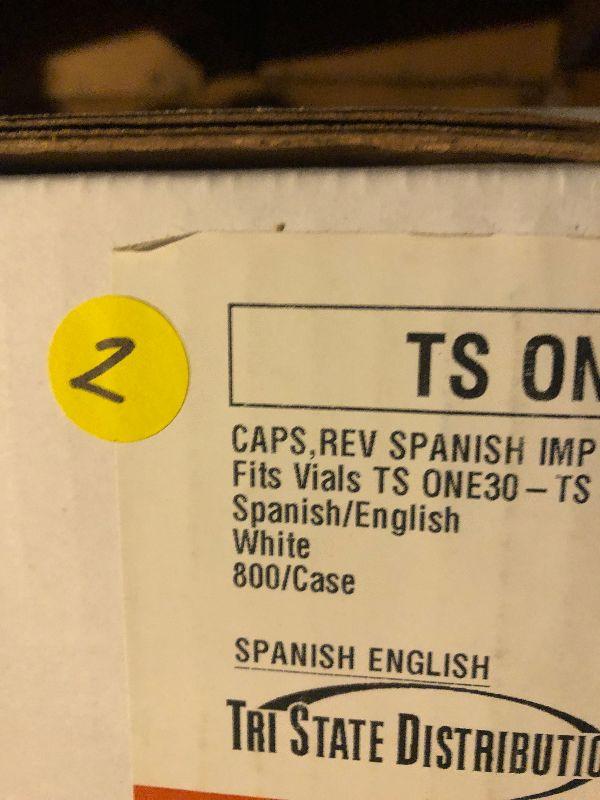 2
TS ON
CAPS,REV SPANISH IMP
Fits Vials TS ONE30 – TS
Spanish/English
White
800/Case
SPANISH ENGLISH
TRI STATE DISTRIBUTIO